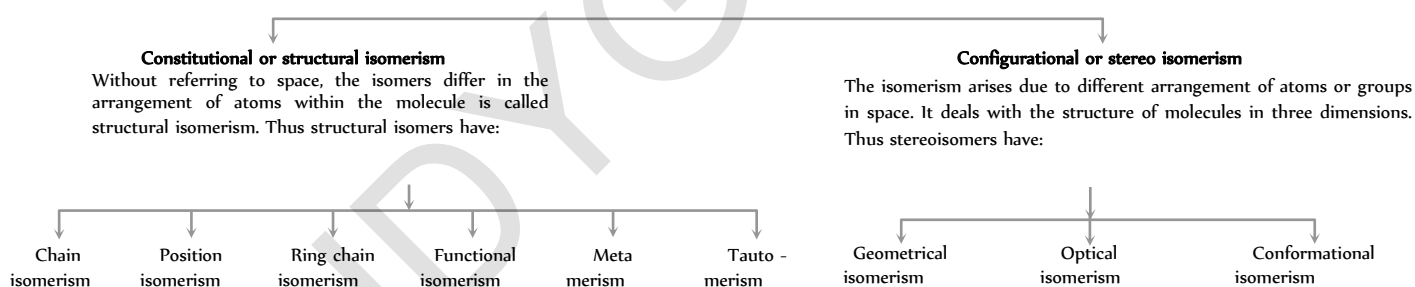 Constitutional or structural isomerism
Without referring to space, the isomers differ in the
arrangement of atoms within the molecule is called
structural isomerism. Thus structural isomers have:
Configurational or stereo isomerism
The isomerism arises due to different arrangement of atoms or groups
in space. It deals with the structure of molecules in three dimensions.
Thus stereoisomers have:
Chain
isomerism
Position
isomerism
Ring chain
isomerism
Functional
isomerism
Meta
merism
Tauto -
merism
Geometrical
isomerism
Optical
isomerism
Conformational
isomerism